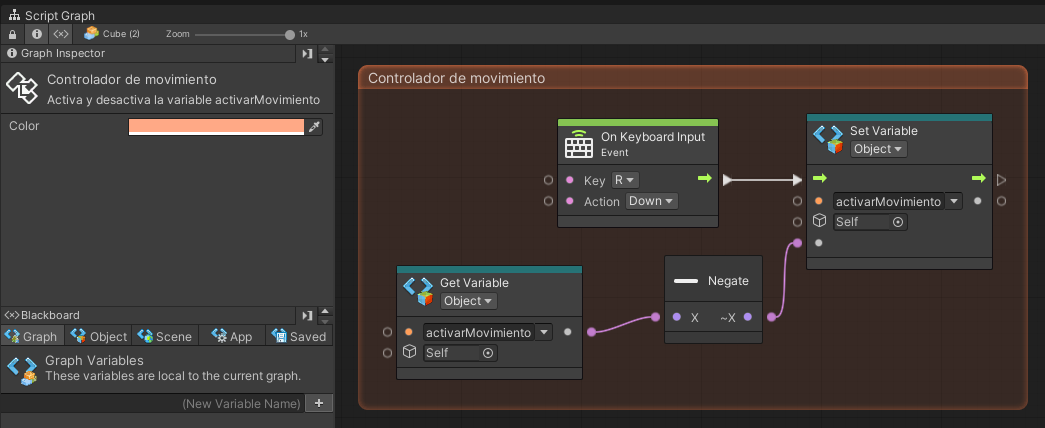 Script Graph
Cube (2)
Zoom
1x
Graph Inspector
Controlador de movimiento
Activa y desactiva la variable activarMovimiento
Color
Blackboard
Graph
Object
Scene
App
Saved
Graph Variables
These variables are local to the current graph.
(New Variable Name)
+
Controlador de movimiento
On Keyboard Input
Event
Key R
Action Down
Set Variable
Object
activarMovimiento
Self
Get Variable
Object
activarMovimiento
Self
Negate
X ~X